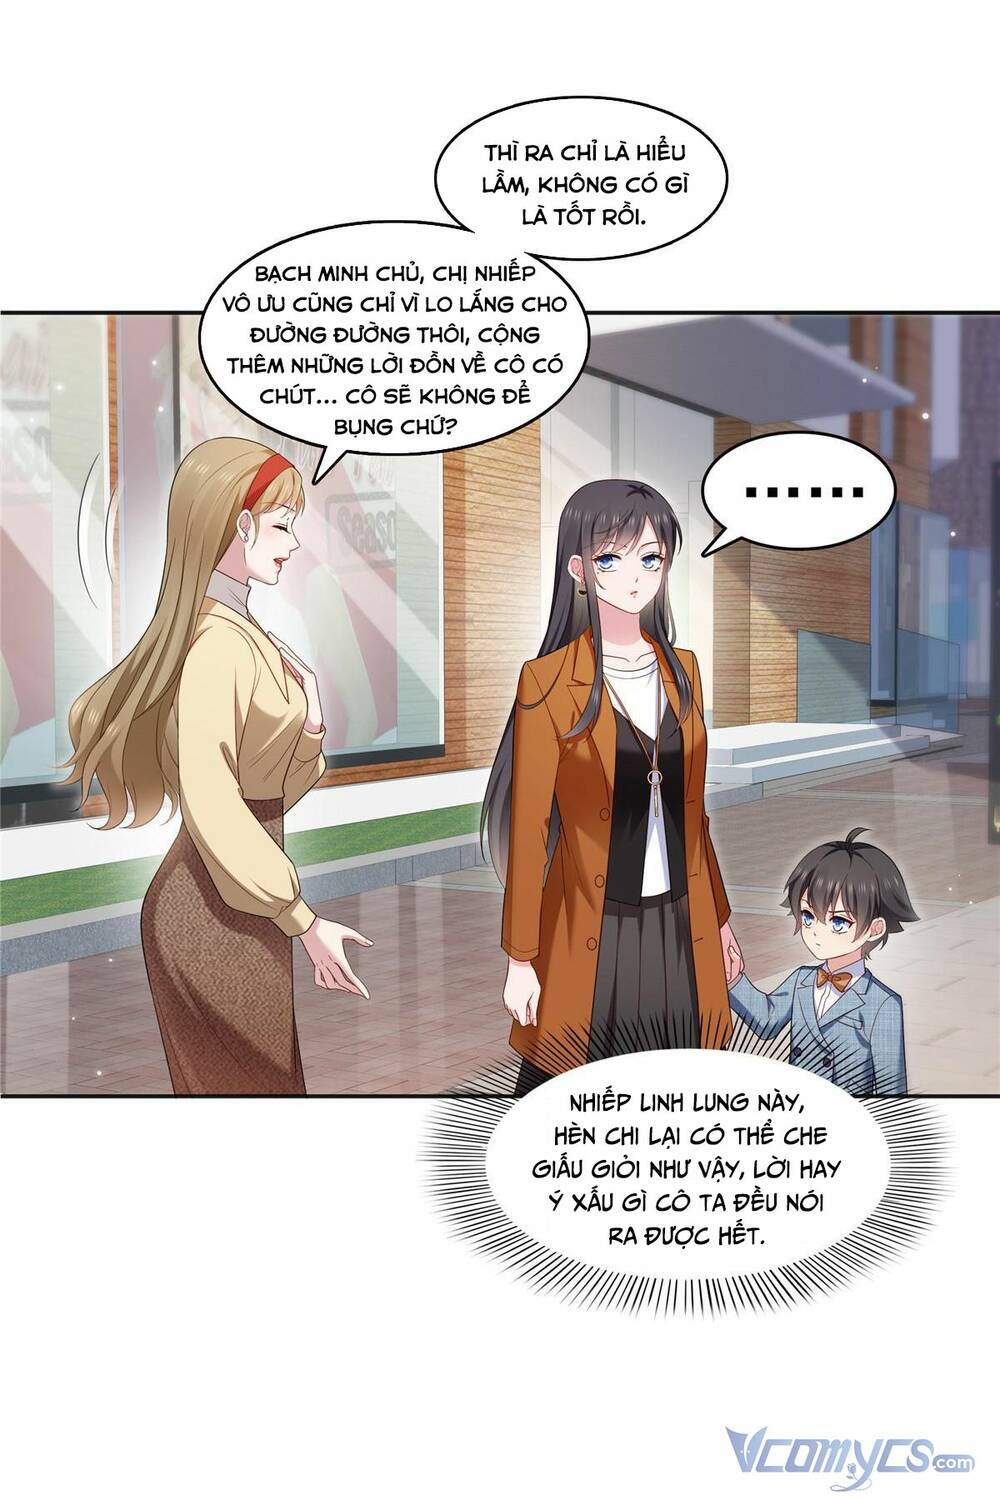 THÌ RA CHỈ LÀ HIỂU
LẦM, KHÔNG CÓ GÌ
LÀ TỐT RỒI.
BẠCH MINH CHỦ, CHỊ NHIẾP
VÔ ƯU CŨNG CHỈ VÌ LO LẮNG CHO
ĐƯỜNG ĐƯỜNG THÔI, CỘNG
THÊM NHỮNG LỜI ĐỒN VỀ CÔ CÓ
CHÚT... CÔ SẼ KHÔNG ĐỂ
BỤNG CHỨ?
......
NHIẾP LINH LUNG NÀY,
HÈN CHI LẠI CÓ THỂ CHE
GIẤU GIỎI NHƯ VẬY, LỜI HAY
Ý XẤU GÌ CÔ TA ĐỀU NÓI
RA ĐƯỢC HẾT.
VCOMYCS.com